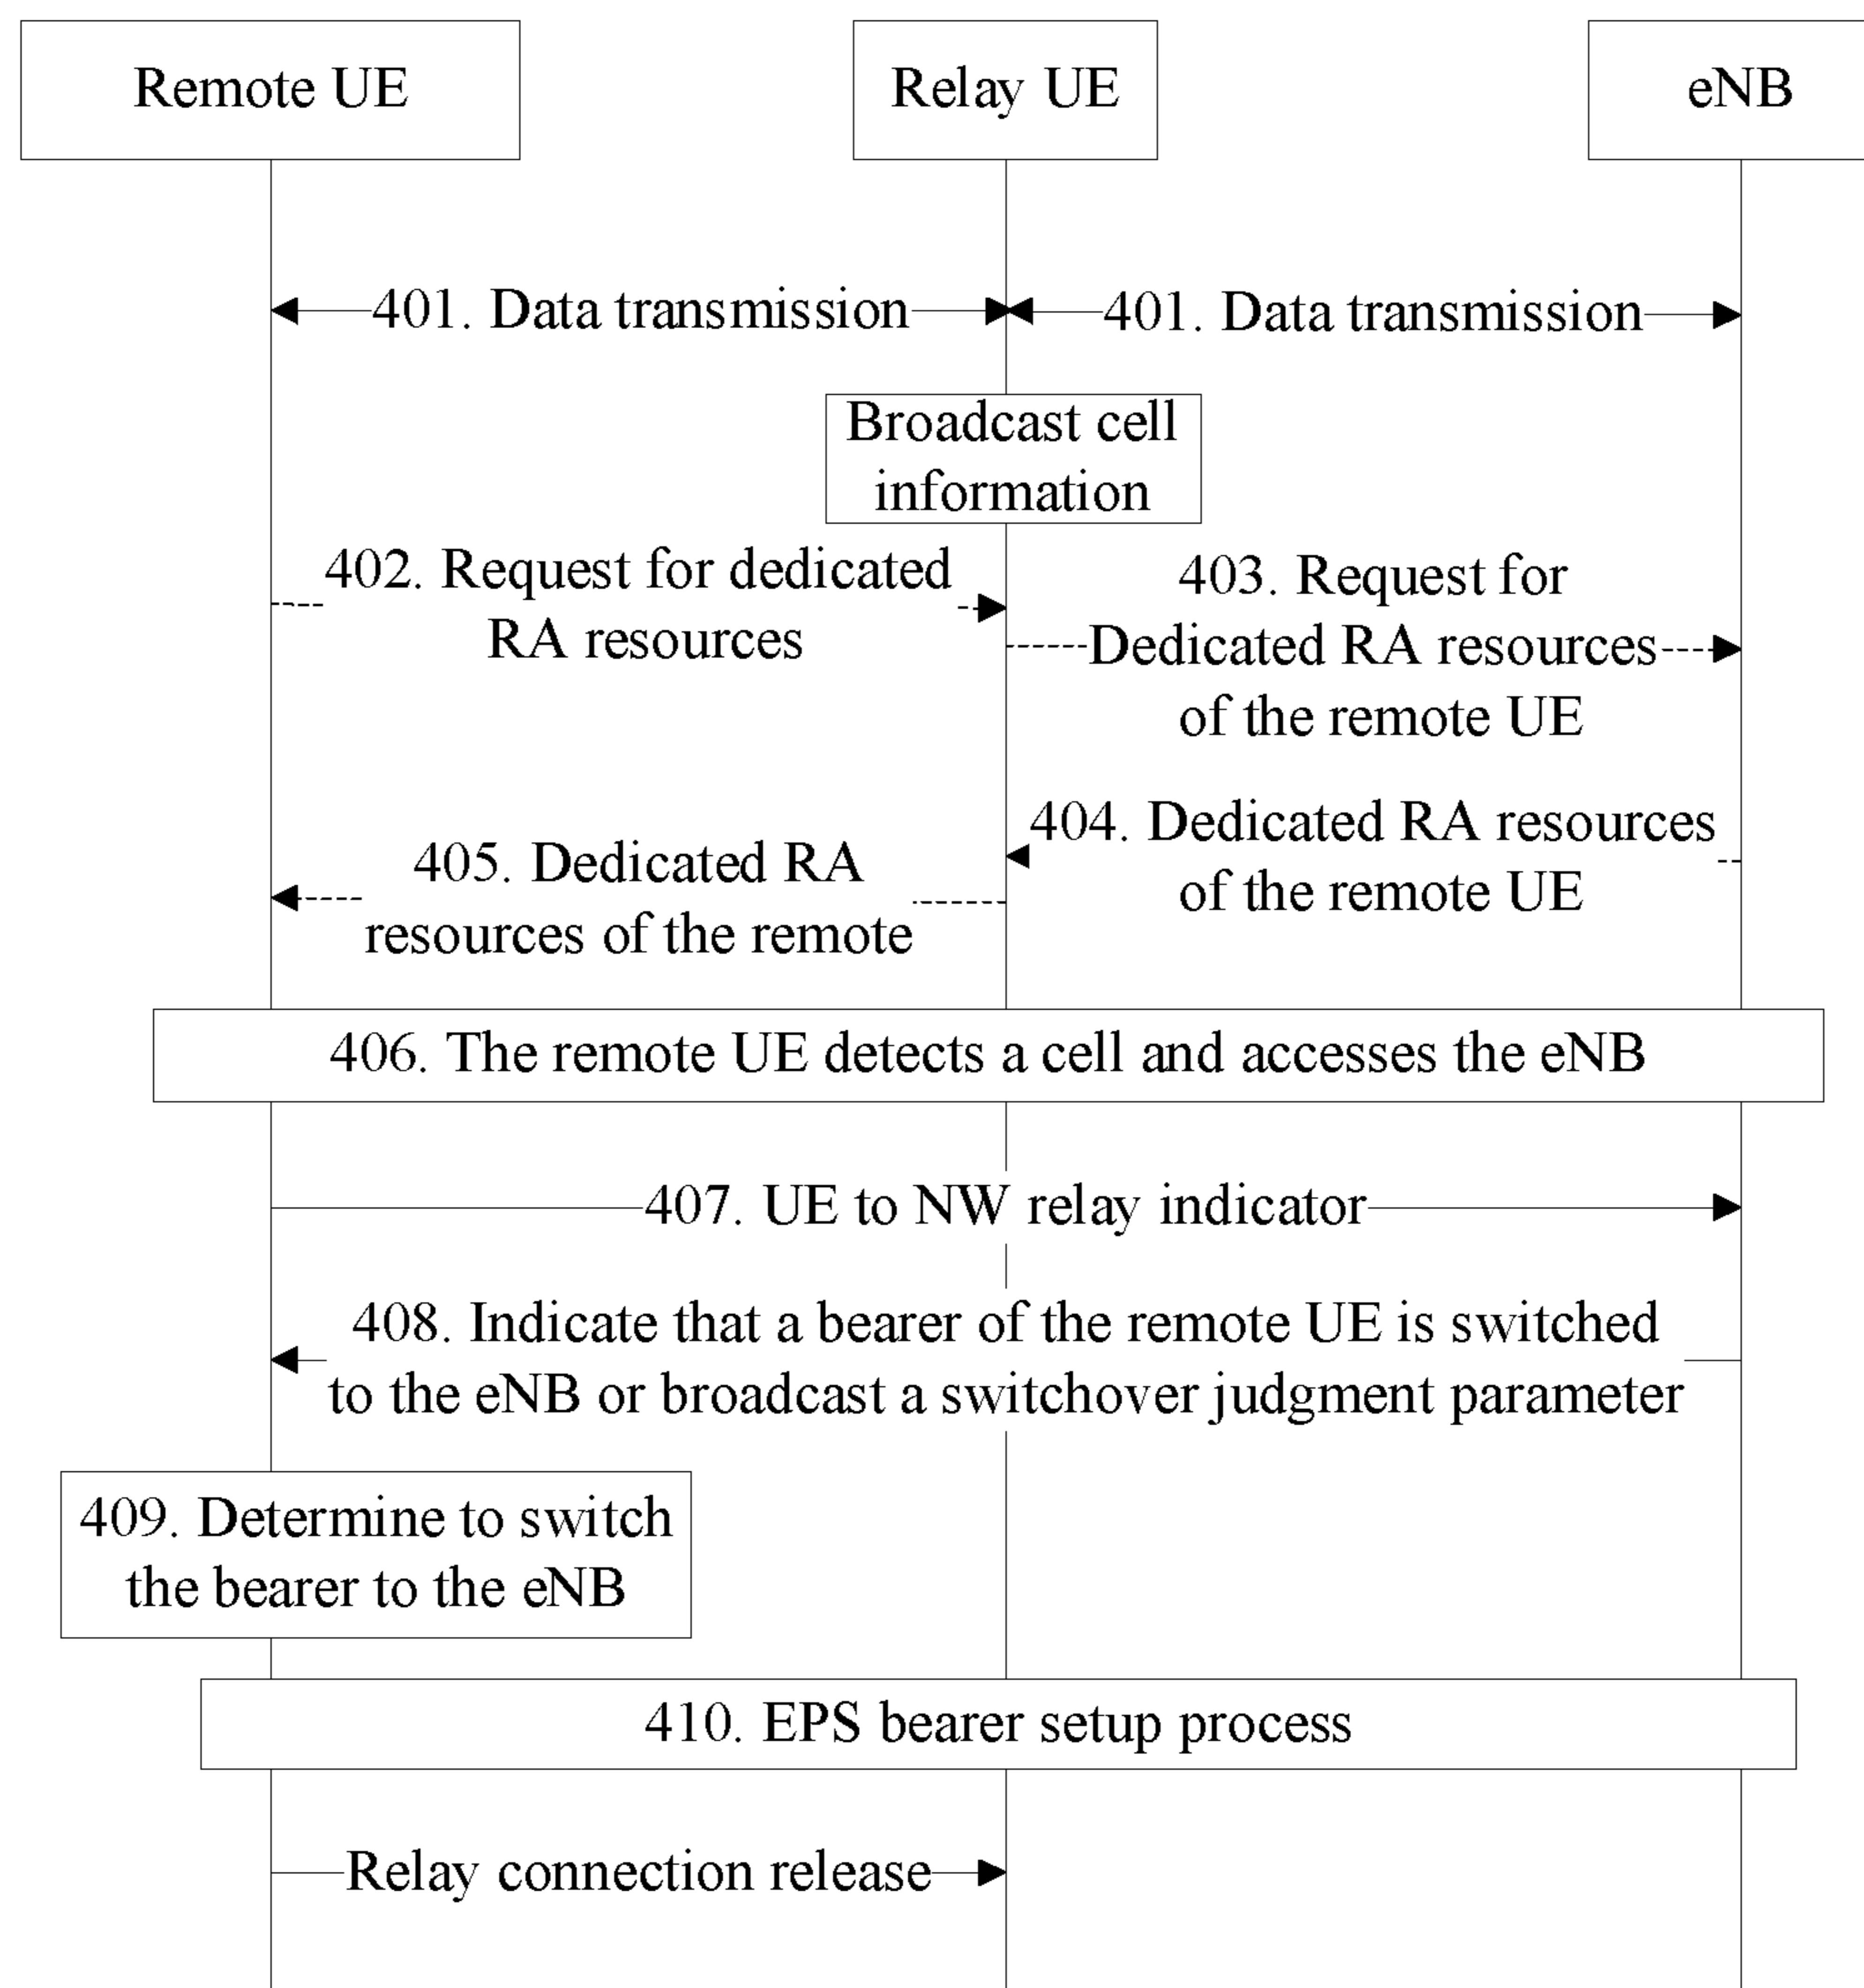 Remote UE
Relay UE
eNB
401. Data transmission
401. Data transmission
Broadcast cell
information
402. Request for dedicated
RA resources
403. Request for
Dedicated RA resources
of the remote UE
404. Dedicated RA resources
of the remote UE
405. Dedicated RA
resources of the remote
406. The remote UE detects a cell and accesses the eNB
407. UE to NW relay indicator
408. Indicate that a bearer of the remote UE is switched
to the eNB or broadcast a switchover judgment parameter
409. Determine to switch
the bearer to the eNB
410. EPS bearer setup process
Relay connection release